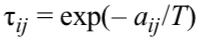 τij = exp(– aij/T)